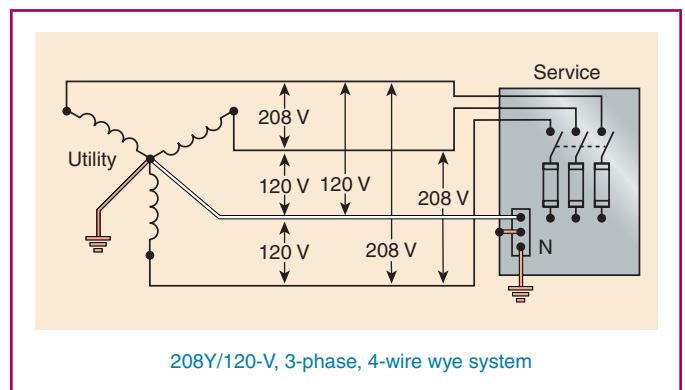 Service
208 V
Utility
120 V
120 V
208 V
120 V
208 V
N
208Y/120-V, 3-phase, 4-wire wye system